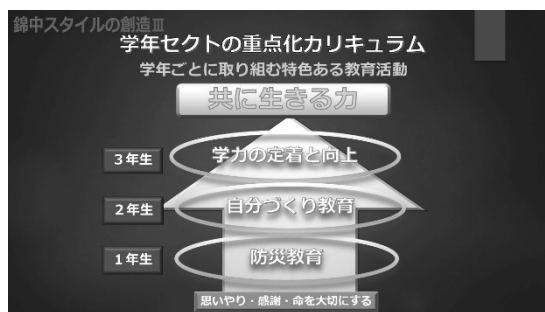 錦中スタイルの創造Ⅲ
学年セクトの重点化カリキュラム
学年ごとに取り組む特色ある教育活動
共に生きる力
3年生
学力の定着と向上
2年生
自分づくり教育
1年生
防災教育
思いやり・感謝・命を大切にする